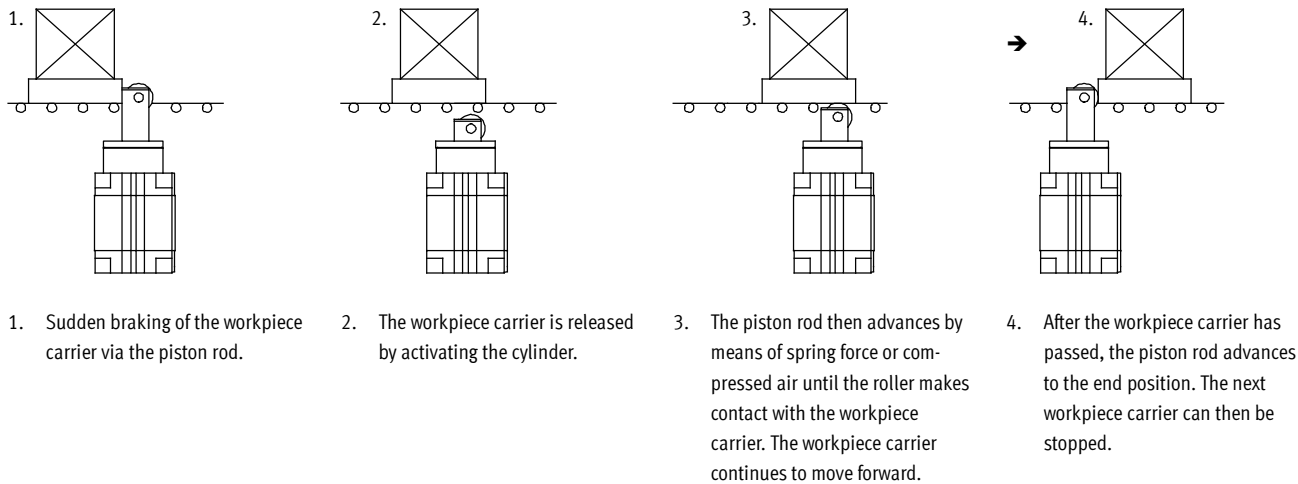 1.
2.
3.
4.
1. Sudden braking of the workpiece
carrier via the piston rod.
2. The workpiece carrier is released
by activating the cylinder.
3. The piston rod then advances by
means of spring force or com-
pressed air until the roller makes
contact with the workpiece
carrier. The workpiece carrier
continues to move forward.
4. After the workpiece carrier has
passed, the piston rod advances
to the end position. The next
workpiece carrier can then be
stopped.